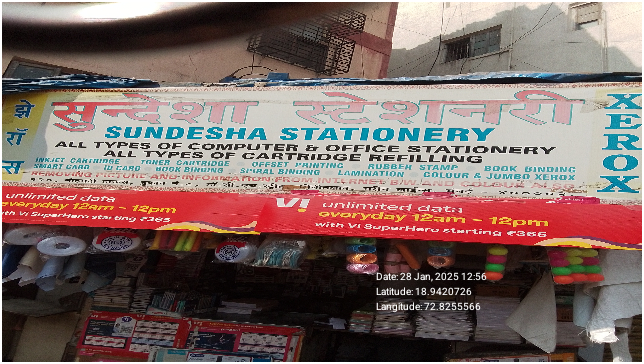 झे
रॉ
स
सुन्देशा स्टेशनरी
SUNDESHA STATIONERY
ALL TYPES OF COMPUTER & OFFICE STATIONERY
ALL TYPES OF CARTRIDGE REFILLING
INKJET CARTRIDGE TONER CARTRIDGE OFFSET PRINTING RUBBER STAMP BOOK BINDING
SMART CARD ID CARD BOOK BINDING SPIRAL BINDING LAMINATION COLOUR & JUMBO XEROX
XEROX
unlimited data
everyday 12am - 12pm
with Vi SuperHero starting ₹365
VI
unlimited data
everyday 12am - 12pm
with Vi SuperHero starting ₹365
Date: 28 Jan, 2025 12:56
Latitude: 18.9420726
Langitude: 72.8255566